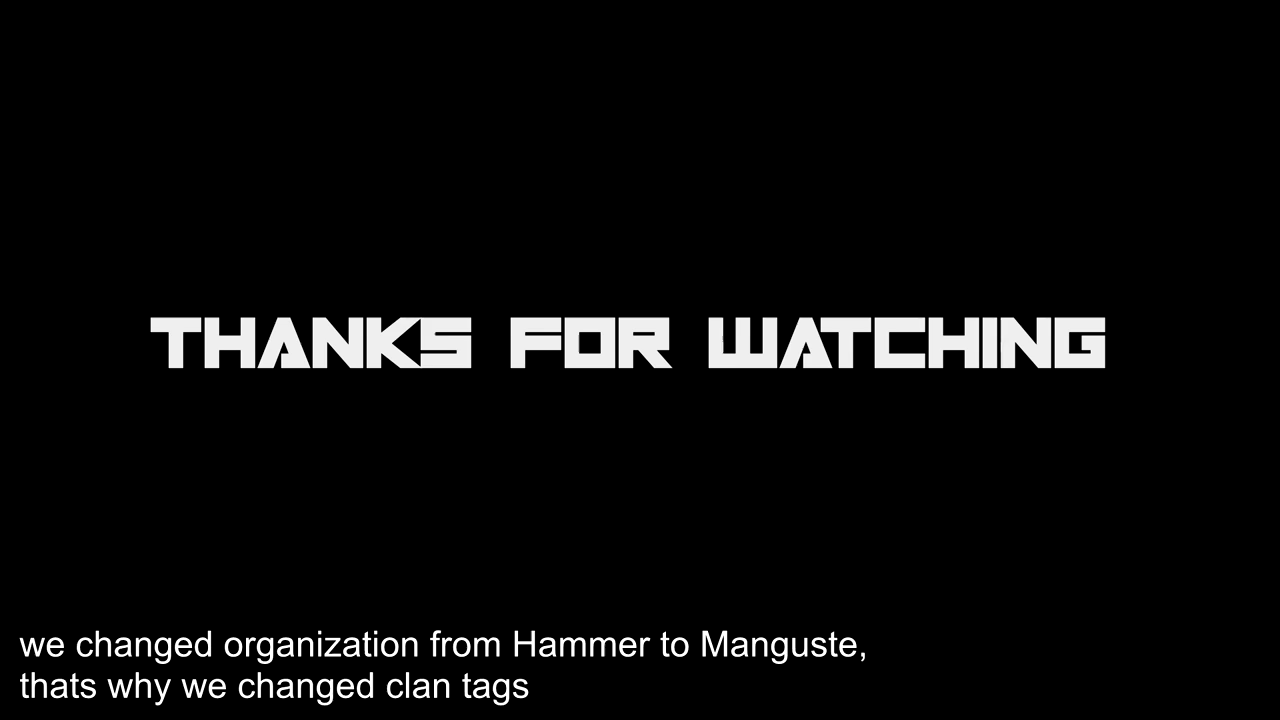 THANKS FOR WATCHING
we changed organization from Hammer to Manguste,
thats why we changed clan tags